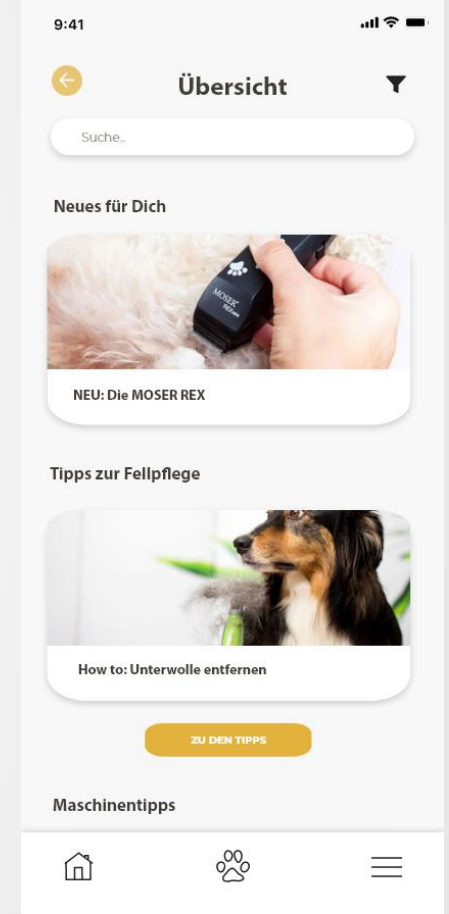 9:41
Übersicht
Suche..
Neues für Dich
MOSER
REX
NEU: Die MOSER REX
Tipps zur Fellpflege
How to: Unterwolle entfernen
ZU DEN TIPPS
Maschinentipps